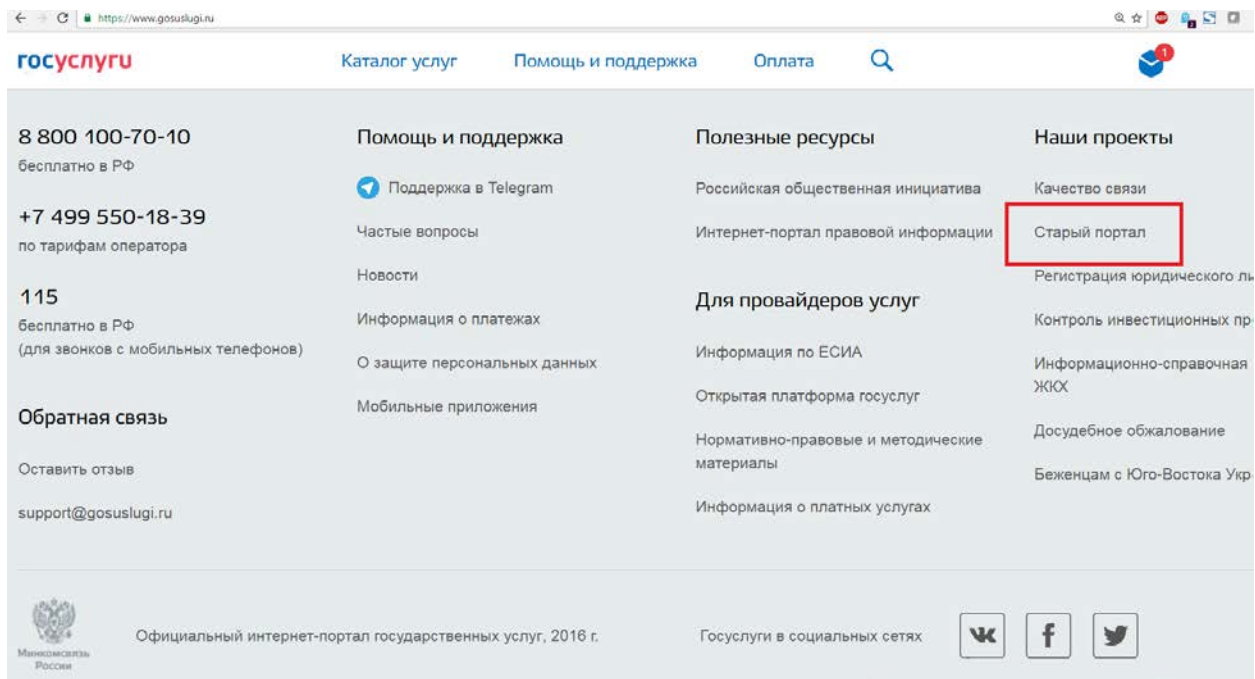 https://www.gosuslugi.ru
госуслуги
Каталог услуг
Помощь и поддержка
Оплата
1
8 800 100-70-10
бесплатно в РФ
+7 499 550-18-39
по тарифам оператора
115
бесплатно в РФ
(для звонков с мобильных телефонов)
Обратная связь
Оставить отзыв
support@gosuslugi.ru
Помощь и поддержка
Поддержка в Telegram
Частые вопросы
Новости
Информация о платежах
О защите персональных данных
Мобильные приложения
Полезные ресурсы
Российская общественная инициатива
Интернет-портал правовой информации
Для провайдеров услуг
Информация по ЕСИА
Открытая платформа госуслуг
Нормативно-правовые и методические
материалы
Информация о платных услугах
Наши проекты
Качество связи
Старый портал
Регистрация юридического
Контроль инвестиционных
Информационно-справочная
ЖКХ
Досудебное обжалование
Беженцам с Юго-Востока
Минкомсвязь
России
Официальный интернет-портал государственных услуг, 2016 г.
Госуслуги в социальных сетях